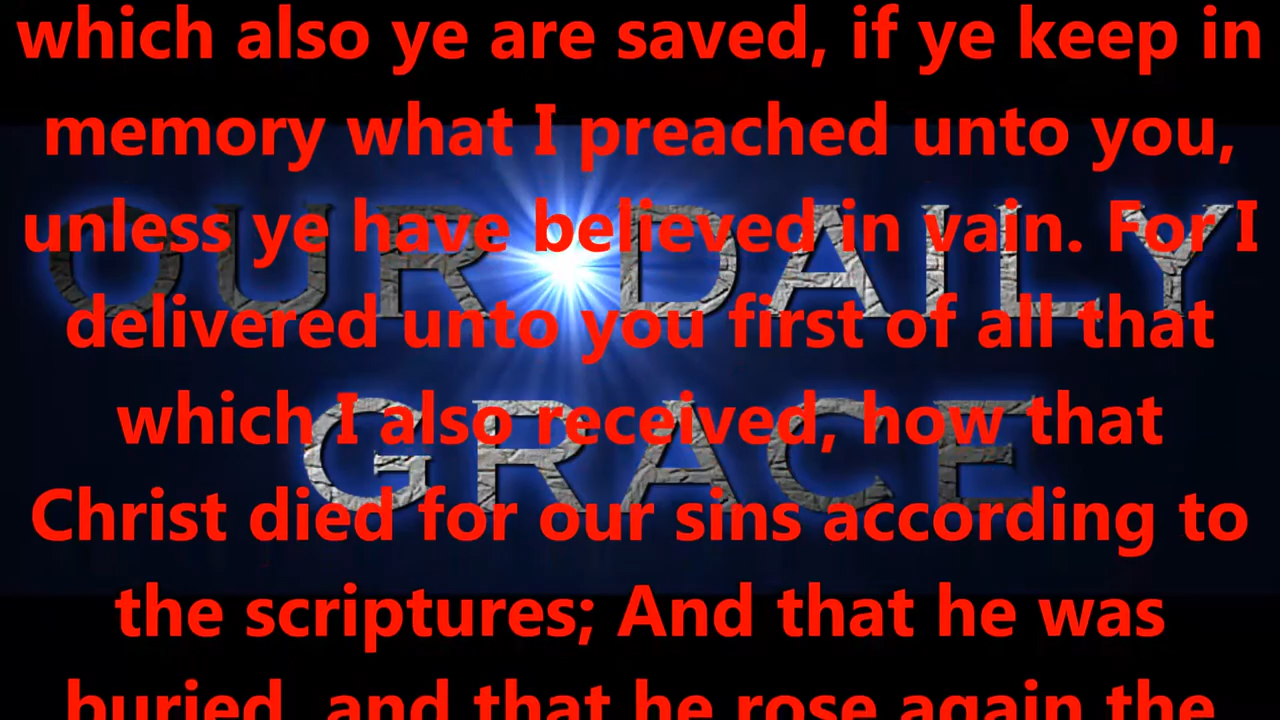 which also ye are saved, if ye keep in
memory what I preached unto you,
unless ye have believed in vain. For I
delivered unto you first of all that
which I also received, how that
Christ died for our sins according to
the scriptures; And that he was
buried, and that he rose again the
OUR DAILY
GRACE